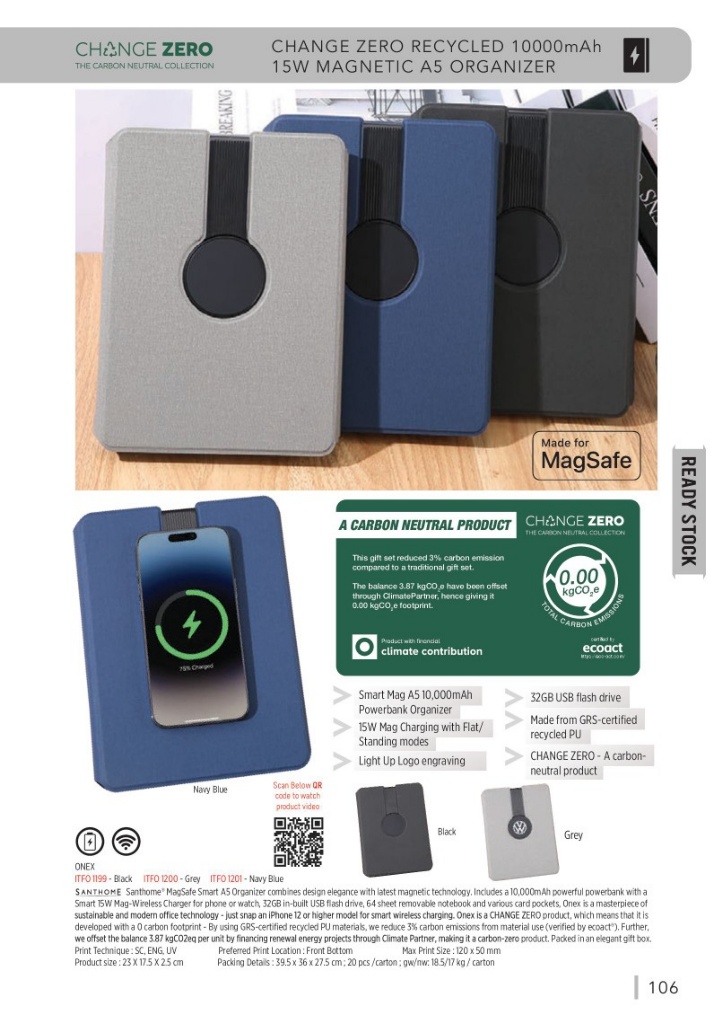 CHANGE ZERO
THE CARBON NEUTRAL COLLECTION
CHANGE ZERO RECYCLED 10000mAh
15W MAGNETIC A5 ORGANIZER
BREAKING
Made for
MagSafe
READY STOCK
A CARBON NEUTRAL PRODUCT
CHANGE ZERO
THE CARBON NEUTRAL COLLECTION
This gift set reduced 3% carbon emission
compared to a traditional gift set.
The balance 3.87 kgCO2e have been offset
through ClimatePartner, hence giving it
0.00 kgCO2e footprint.
0.00
kgCO2e
TOTAL CARBON EMISSIONS
Product with financial
climate contribution
certified by
ecoact
75% Charged
Navy Blue
Smart Mag A5 10,000mAh
Powerbank Organizer
15W Mag Charging with Flat/
Standing modes
Light Up Logo engraving
32GB USB flash drive
Made from GRS-certified
recycled PU
CHANGE ZERO - A carbon-
neutral product
Scan Below QR
code to watch
product video
Black
Grey
ONEX
ITFO 1199 - Black ITFO 1200 - Grey ITFO 1201 - Navy Blue
SANTHOME Santhome® MagSafe Smart A5 Organizer combines design elegance with latest magnetic technology. Includes a 10,000mAh powerful powerbank with a
Smart 15W Mag-Wireless Charger for phone or watch, 32GB in-built USB flash drive, 64 sheet removable notebook and various card pockets, Onex is a masterpiece of
sustainable and modern office technology - just snap an iPhone 12 or higher model for smart wireless charging. Onex is a CHANGE ZERO product, which means that it is
developed with a 0 carbon footprint - By using GRS-certified recycled PU materials, we reduce 3% carbon emissions from material use (verified by ecoact®). Further,
we offset the balance 3.87 kgCO2eq per unit by financing renewal energy projects through Climate Partner, making it a carbon-zero product. Packed in an elegant gift box.
Print Technique : SC, ENG, UV Preferred Print Location : Front Bottom Max Print Size : 120 x 50 mm
Product size : 23 X 17.5 X 2.5 cm Packing Details : 39.5 x 36 x 27.5 cm ; 20 pcs /carton ; gw/nw: 18.5/17 kg / carton
106